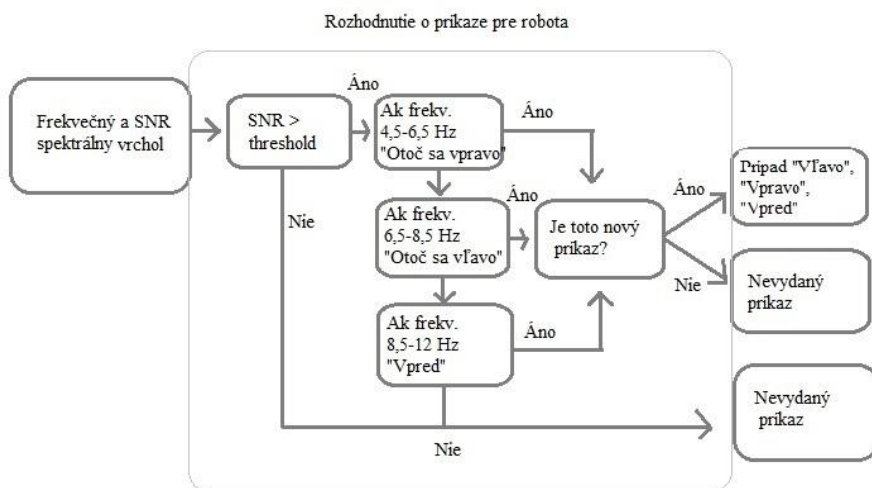 Rozhodnutie o príkaze pre robota
Frekvečný a SNR
spektrálny vrchol
SNR >
threshold
Áno
Nie
Ak frekv.
4,5-6,5 Hz
"Otoč sa vpravo"
Áno
Ak frekv.
6,5-8,5 Hz
"Otoč sa vľavo"
Áno
Ak frekv.
8,5-12 Hz
"Vpred"
Áno
Nie
Je toto nový
príkaz?
Áno
Nie
Prípad "Vľavo",
"Vpravo",
"Vpred"
Nevydaný
príkaz
Nevydaný
príkaz